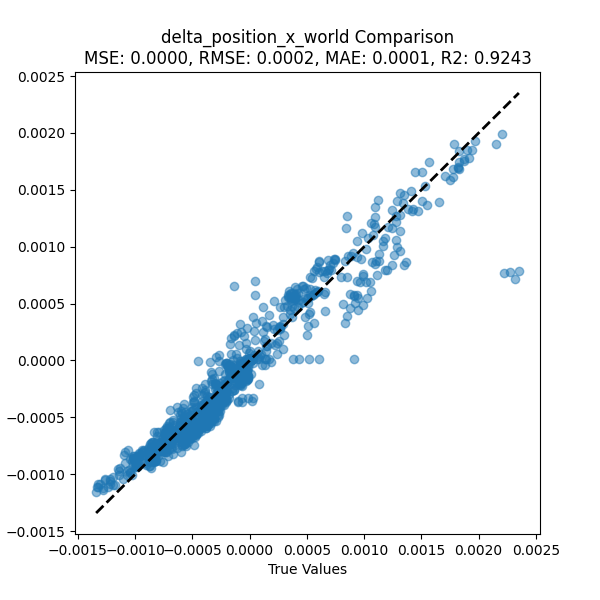 delta_position_x_world Comparison
MSE: 0.0000, RMSE: 0.0002, MAE: 0.0001, R2: 0.9243
0.0025
0.0020
0.0015
0.0010
0.0005
0.0000
−0.0005
−0.0010
−0.0015
−0.0015 −0.0010 −0.0005 0.0000 0.0005 0.0010 0.0015 0.0020 0.0025
True Values